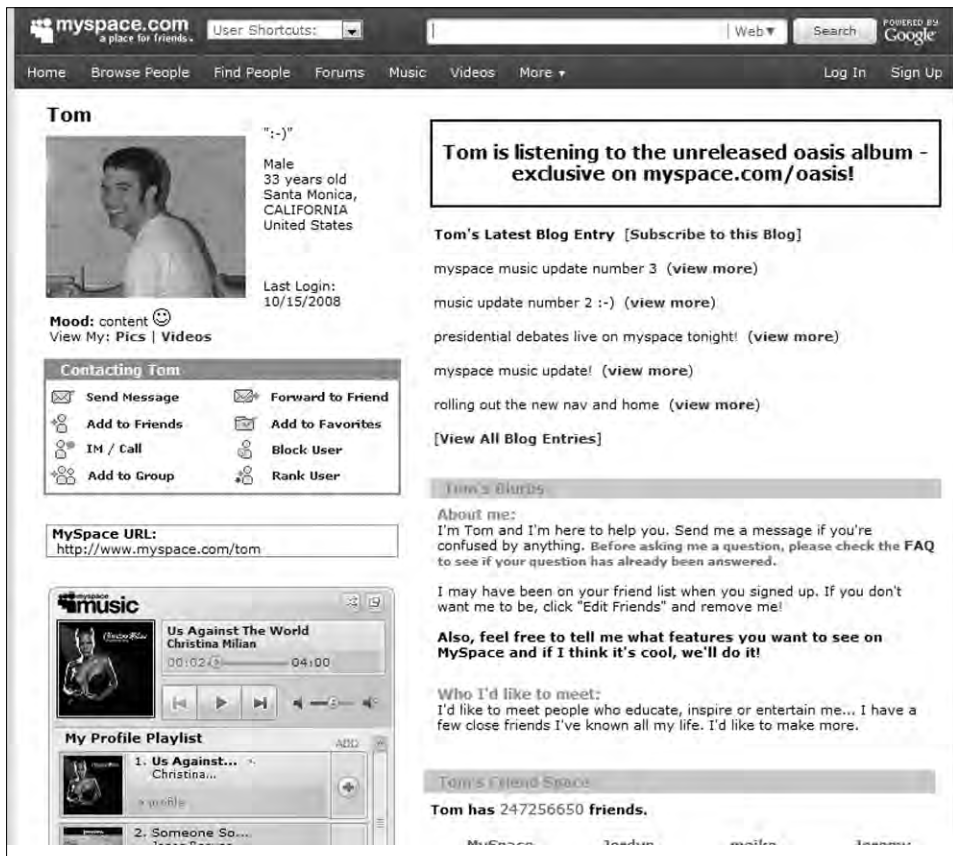 myspace.com
a place for friends.
User Shortcuts:
Web▼
Search
POWERED BY
Google
Home Browse People Find People Forums Music Videos More ▾ Log In Sign Up
Tom
":-)"
Male
33 years old
Santa Monica,
CALIFORNIA
United States
Last Login:
10/15/2008
Mood: content
View My: Pics | Videos
Contacting Tom
Send Message Forward to Friend
Add to Friends Add to Favorites
IM / Call Block User
Add to Group Rank User
MySpace URL:
http://www.myspace.com/tom
myspace
music
Us Against The World
Christina Milian
00:02 04:00
My Profile Playlist ADD
1. Us Against...
Christina...
profile
2. Someone So....
Tom is listening to the unreleased oasis album -
exclusive on myspace.com/oasis!
Tom's Latest Blog Entry [Subscribe to this Blog]
myspace music update number 3 (view more)
music update number 2 :-) (view more)
presidential debates live on myspace tonight! (view more)
myspace music update! (view more)
rolling out the new nav and home (view more)
[View All Blog Entries]
Tom's Blurbs
About me:
I'm Tom and I'm here to help you. Send me a message if you're
confused by anything. Before asking me a question, please check the FAQ
to see if your question has already been answered.
I may have been on your friend list when you signed up. If you don't
want me to be, click "Edit Friends" and remove me!
Also, feel free to tell me what features you want to see on
MySpace and if I think it's cool, we'll do it!
Who I'd like to meet:
I'd like to meet people who educate, inspire or entertain me... I have a
few close friends I've known all my life. I'd like to make more.
Tom's Friend Space
Tom has 247256650 friends.
MySpace Jordyn Jeremy